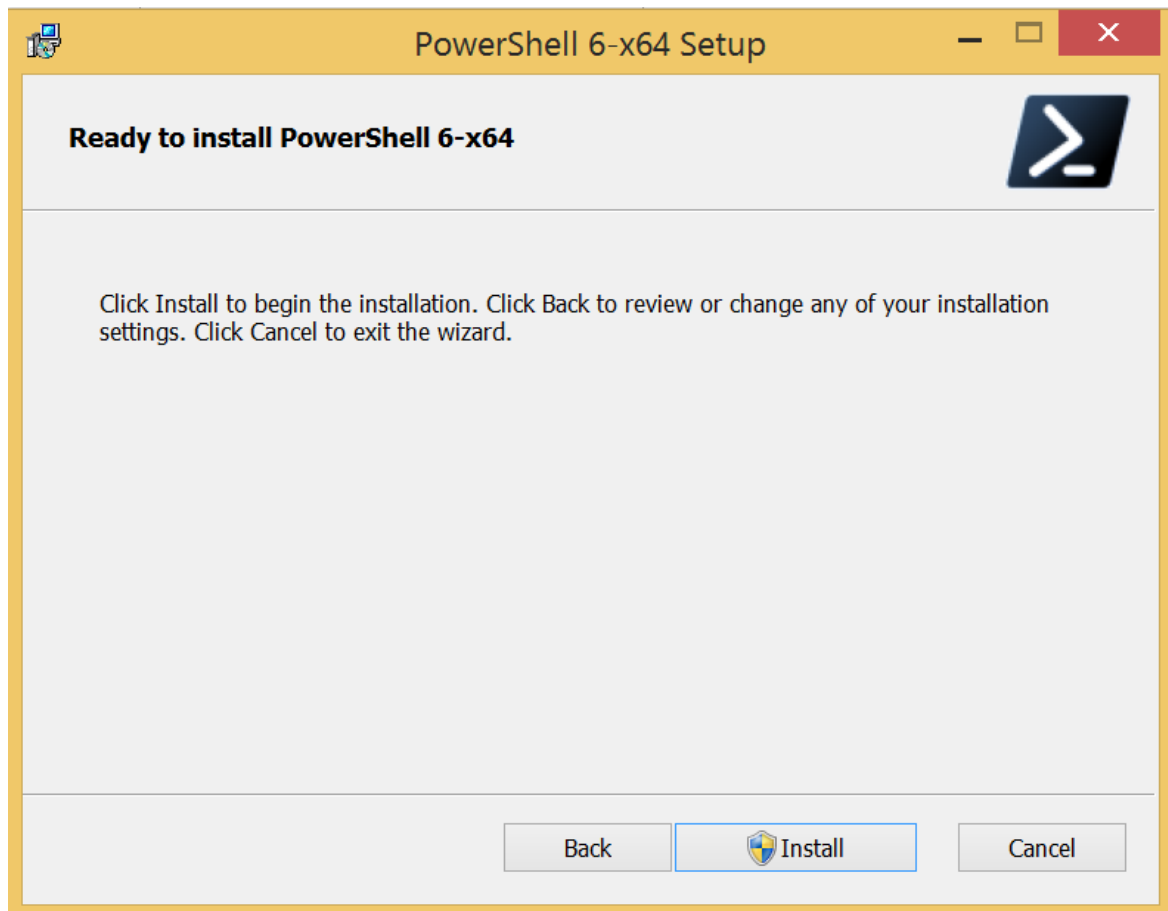 PowerShell 6-x64 Setup
Ready to install PowerShell 6-x64
Click Install to begin the installation. Click Back to review or change any of your installation
settings. Click Cancel to exit the wizard.
Back
Install
Cancel